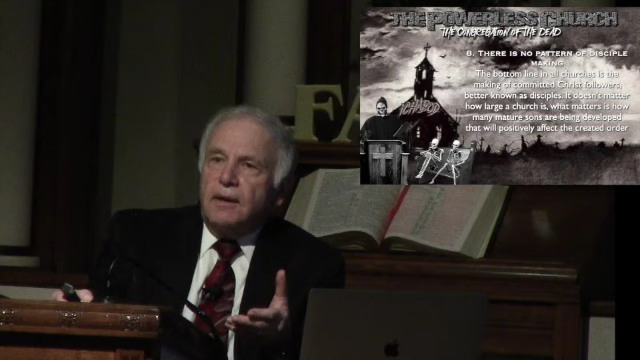 THE POWERLESS CHURCH
THE CONGREGATION OF THE DEAD
8. THERE IS NO PATTERN OF DISCIPLE
MAKING
The bottom line in all churches is the
making of committed Christ followers,
better known as disciples. It doesn't matter
how large a church is, what matters is how
many mature sons are being developed
that will positively affect the created order
ICHABOD
FA